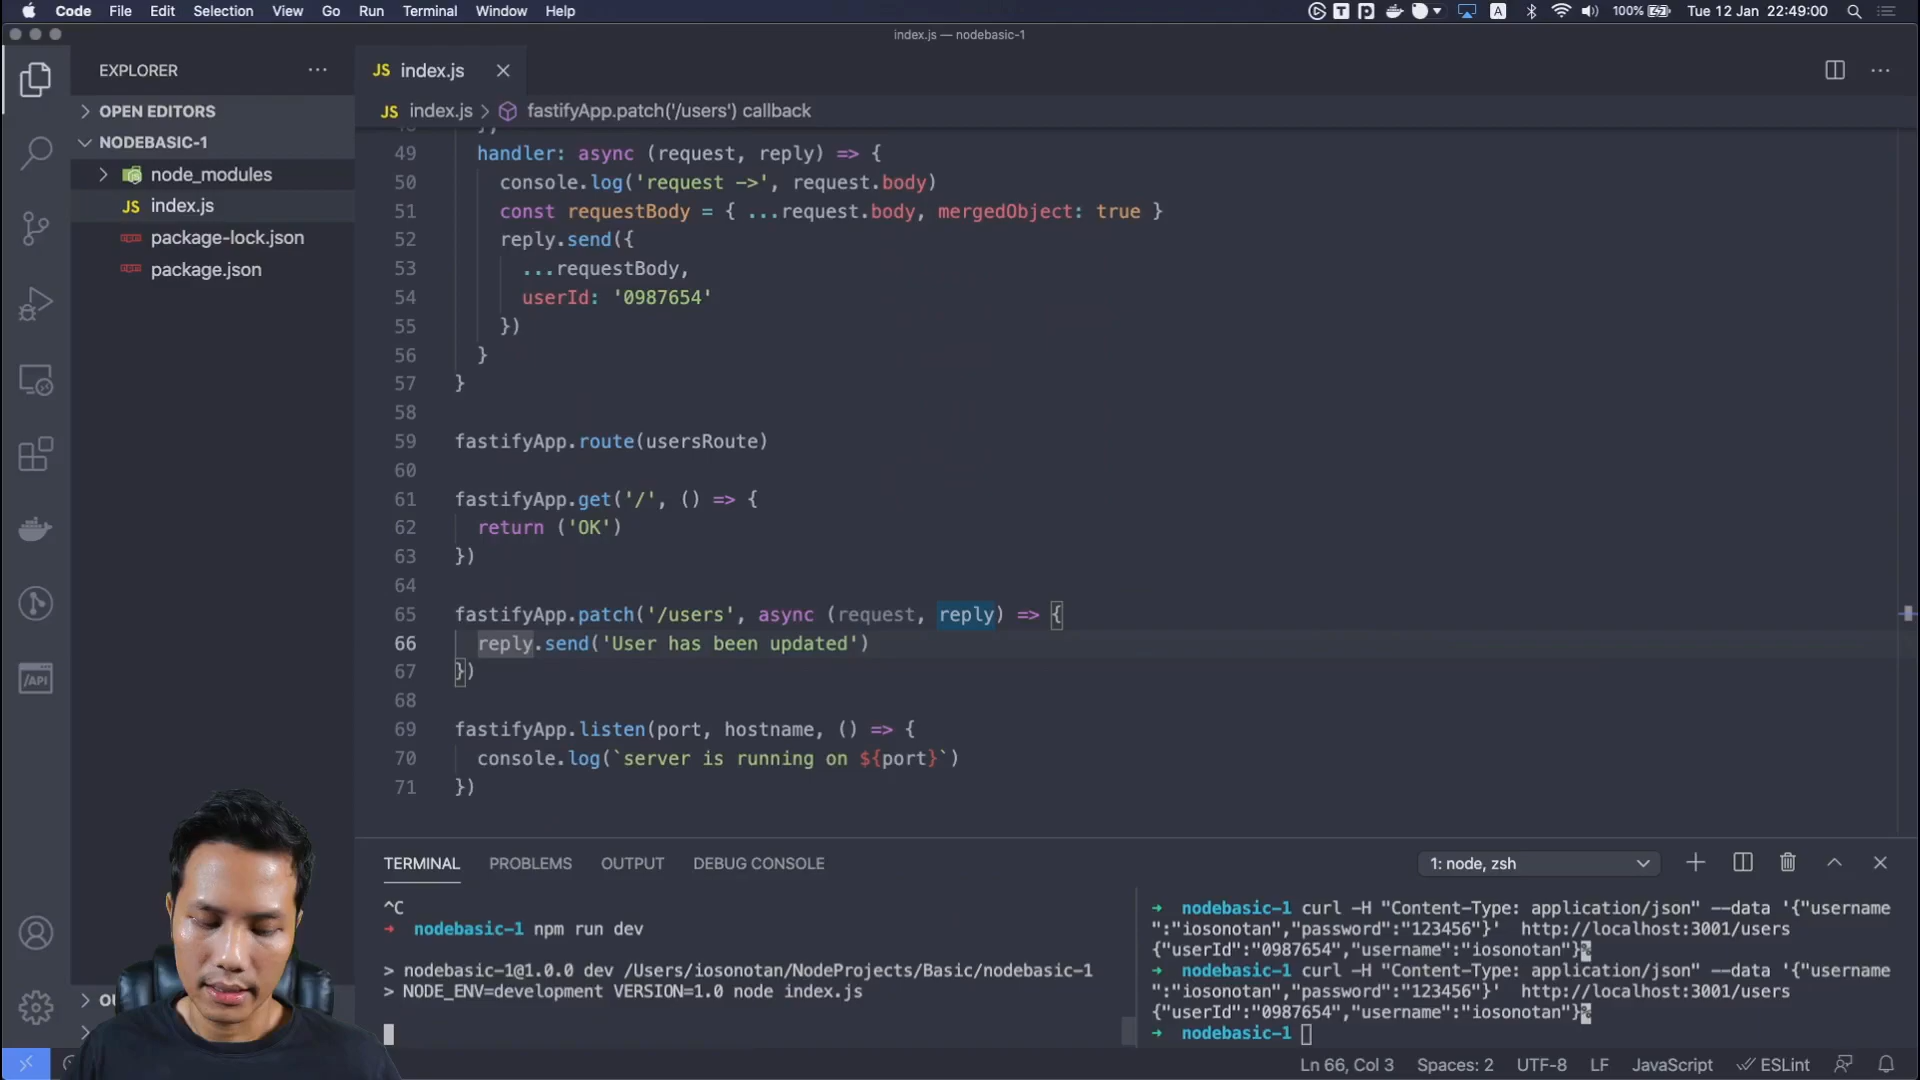 Code File Edit Selection View Go Run Terminal Window Help
100% Tue 12 Jan 22:49:00
index.js — nodebasic-1
EXPLORER
OPEN EDITORS
NODEBASIC-1
node_modules
JS index.js
package-lock.json
package.json
JS index.js
JS index.js > fastifyApp.patch('/users') callback
49 handler: async (request, reply) => {
50 console.log('request ->', request.body)
51 const requestBody = { ...request.body, mergedObject: true }
52 reply.send({
53 ...requestBody,
54 userId: '0987654'
55 })
56 }
57 }
58
59 fastifyApp.route(usersRoute)
60
61 fastifyApp.get('/', () => {
62 return ('OK')
63 })
64
65 fastifyApp.patch('/users', async (request, reply) => {
66 reply.send('User has been updated')
67 })
68
69 fastifyApp.listen(port, hostname, () => {
70 console.log(`server is running on ${port}`)
71 })
/API
TERMINAL PROBLEMS OUTPUT DEBUG CONSOLE
1: node, zsh
^C
➜ nodebasic-1 npm run dev
> nodebasic-1@1.0.0 dev /Users/iosonotan/NodeProjects/Basic/nodebasic-1
> NODE_ENV=development VERSION=1.0 node index.js
➜ nodebasic-1 curl -H "Content-Type: application/json" --data '{"username
":"iosonotan","password":"123456"}' http://localhost:3001/users
{"userId":"0987654","username":"iosonotan"}%
➜ nodebasic-1 curl -H "Content-Type: application/json" --data '{"username
":"iosonotan","password":"123456"}' http://localhost:3001/users
{"userId":"0987654","username":"iosonotan"}%
➜ nodebasic-1
Ln 66, Col 3 Spaces: 2 UTF-8 LF JavaScript ESLint